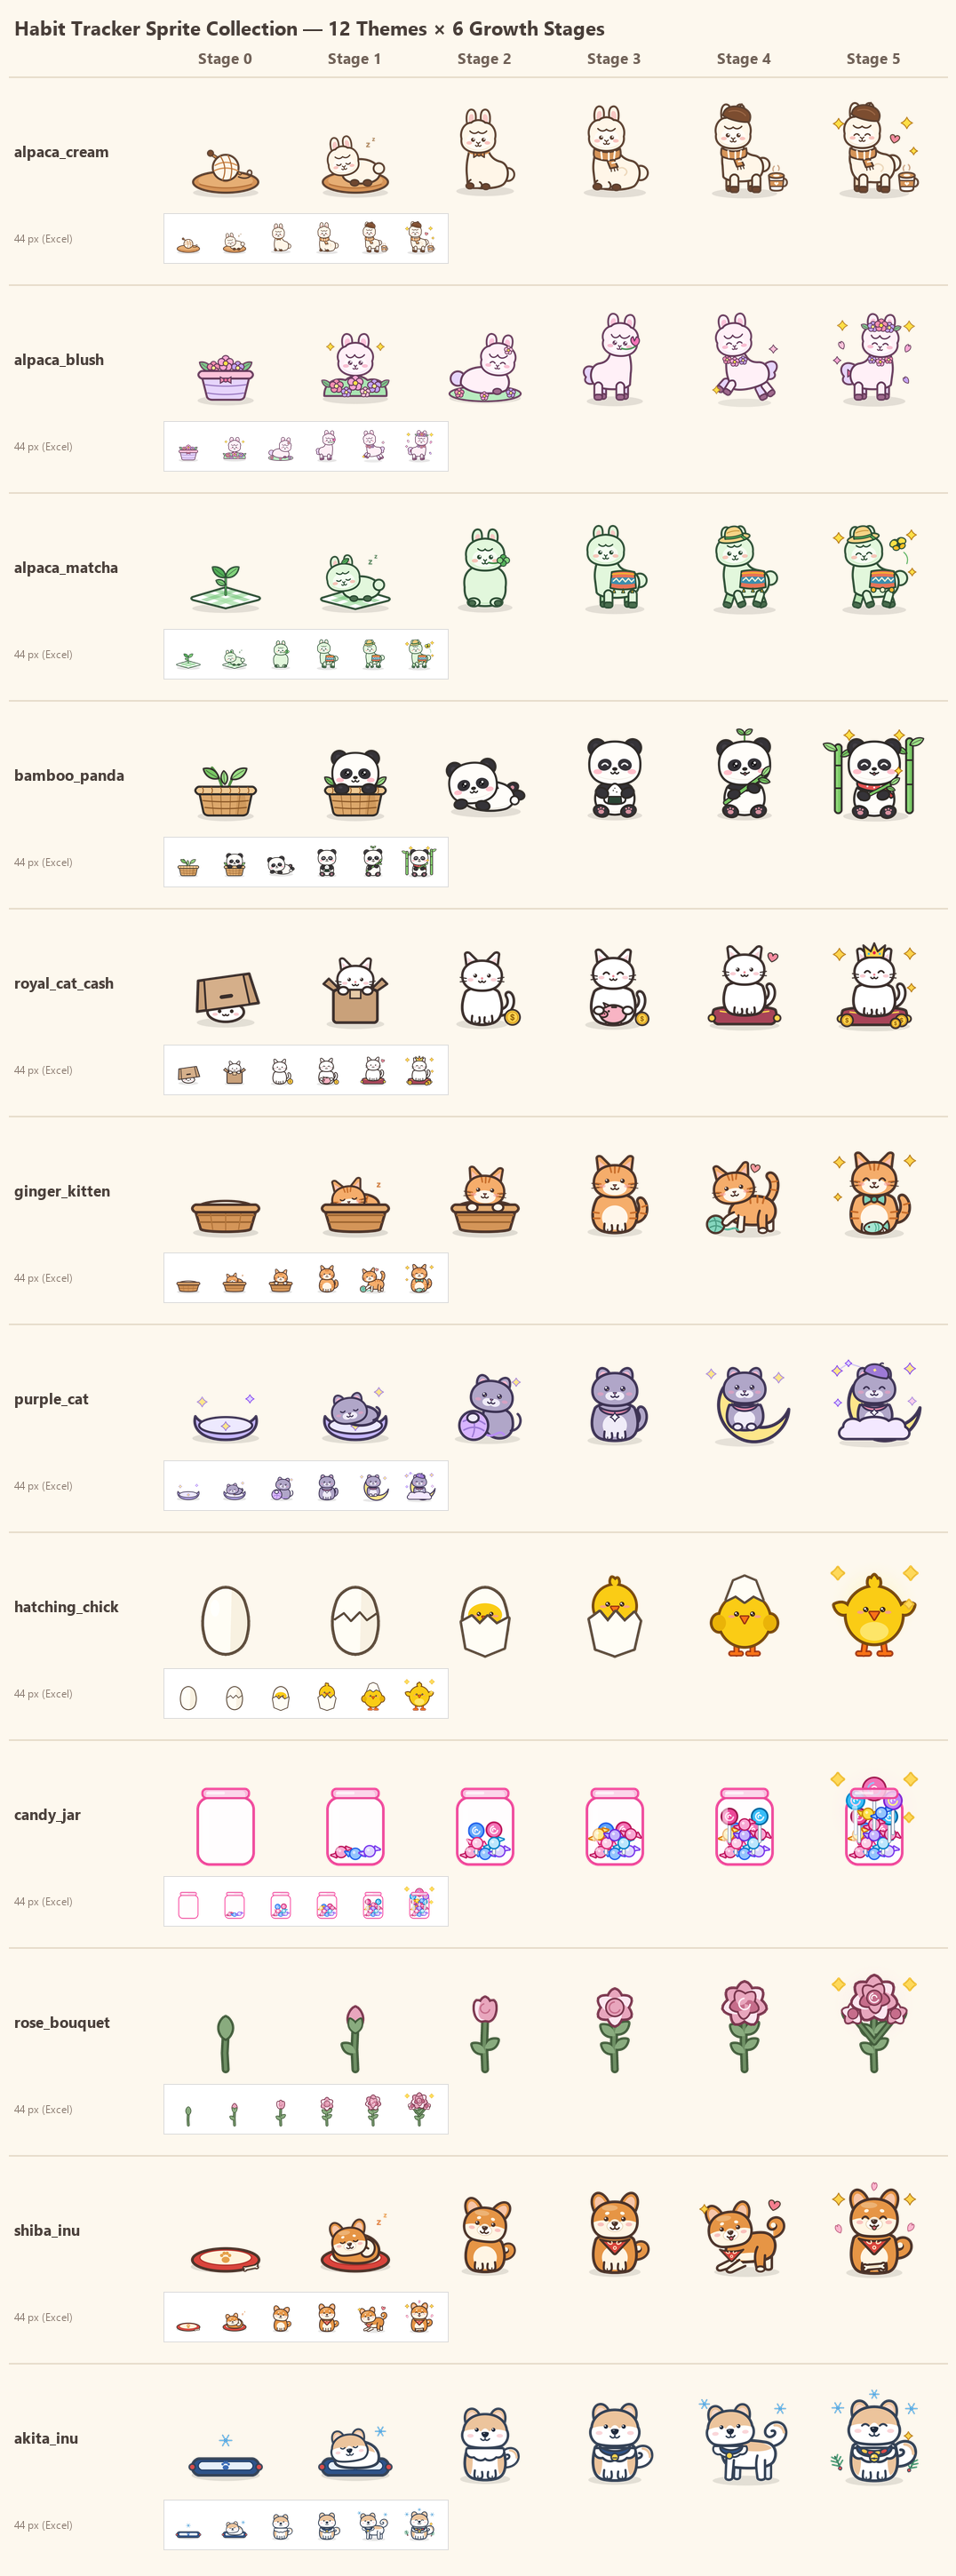 Habit Tracker Sprite Collection — 12 Themes × 6 Growth Stages
Stage 0 Stage 1 Stage 2 Stage 3 Stage 4 Stage 5
alpaca_cream
z z
44 px (Excel)
alpaca_blush
44 px (Excel)
alpaca_matcha
z z
44 px (Excel)
bamboo_panda
44 px (Excel)
royal_cat_cash
$ $ $ $
44 px (Excel)
ginger_kitten
z
44 px (Excel)
purple_cat
44 px (Excel)
hatching_chick
44 px (Excel)
candy_jar
44 px (Excel)
rose_bouquet
44 px (Excel)
shiba_inu
z z
44 px (Excel)
akita_inu
44 px (Excel)